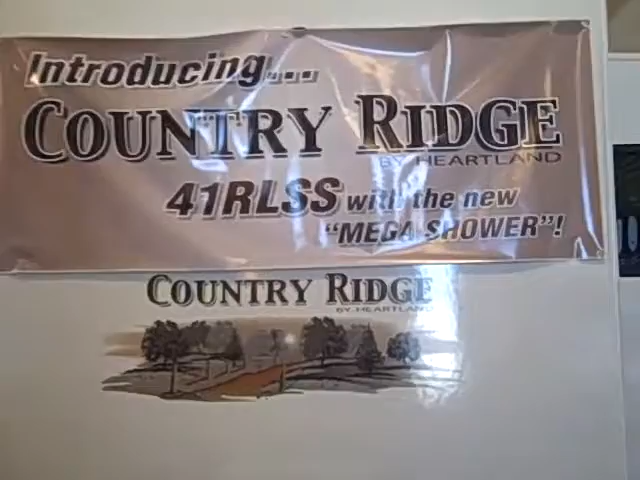 Introducing....
COUNTRY RIDGE
BY HEARTLAND
41RLSS with the new
"MEGA SHOWER"!
COUNTRY RIDGE
BY HEARTLAND